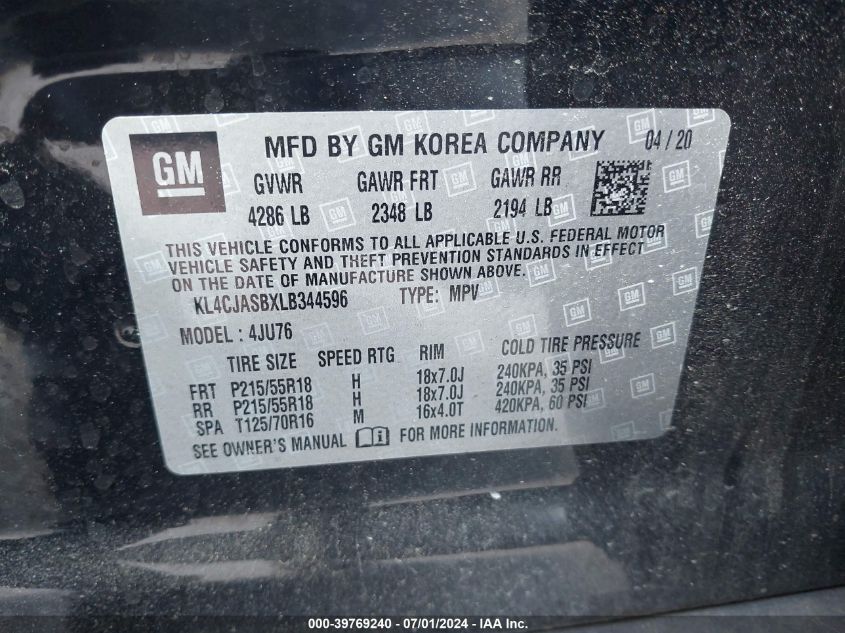 GM
MFD BY GM KOREA COMPANY 04 / 20
GVWR GAWR FRT GAWR RR
4286 LB 2348 LB 2194 LB
THIS VEHICLE CONFORMS TO ALL APPLICABLE U.S. FEDERAL MOTOR
VEHICLE SAFETY AND THEFT PREVENTION STANDARDS IN EFFECT
ON THE DATE OF MANUFACTURE SHOWN ABOVE.
KL4CJASBXLB344596 TYPE: MPV
MODEL : 4JU76
TIRE SIZE SPEED RTG RIM COLD TIRE PRESSURE
FRT P215/55R18 H 18x7.0J 240KPA, 35 PSI
RR P215/55R18 H 18x7.0J 240KPA, 35 PSI
SPA T125/70R16 M 16x4.0T 420KPA, 60 PSI
SEE OWNER'S MANUAL FOR MORE INFORMATION.
000-39769240 - 07/01/2024 - IAA Inc.